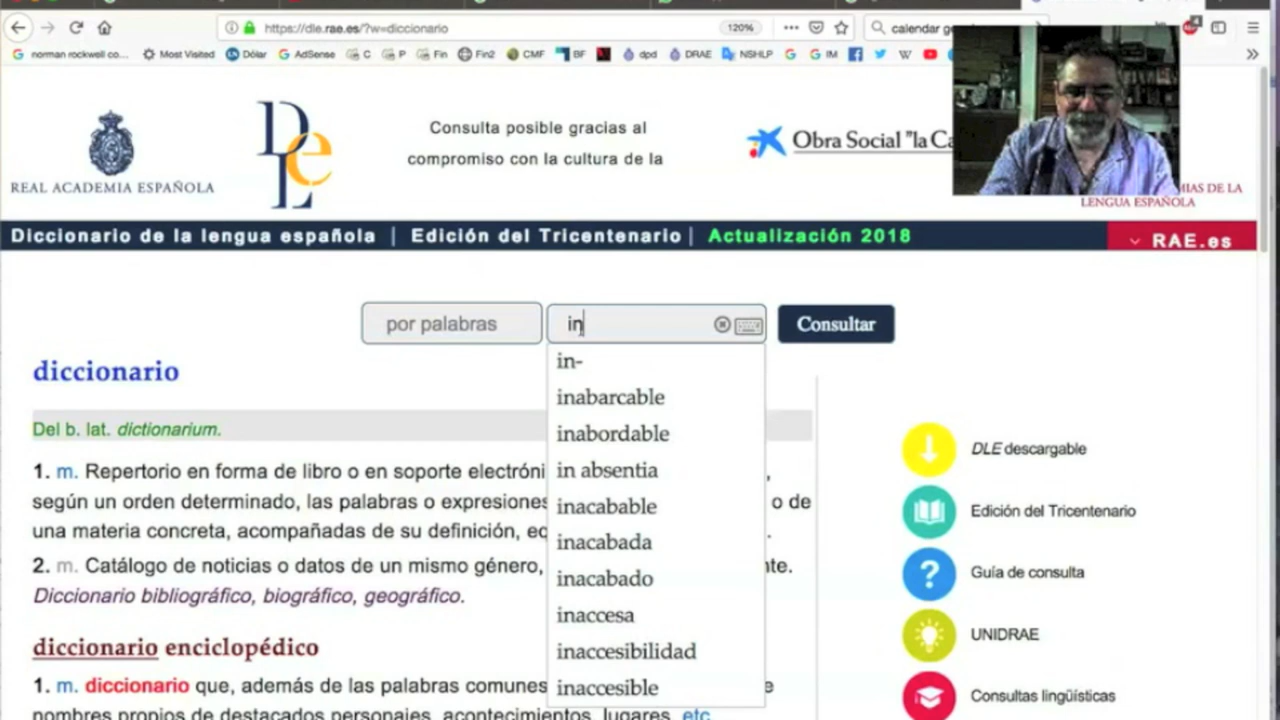 https://dle.rae.es/?w=diccionario
120%
calendar
norman rockwell co...
Most Visited
Dólar
AdSense
C
P
Fin
Fin2
CMF
BF
dpd
DRAE
NSHLP
G
IM
REAL ACADEMIA ESPAÑOLA
DLe
Consulta posible gracias al
compromiso con la cultura de la
Obra Social "la Ca
MIAS DE LA
LENGUA ESPAÑOLA
Diccionario de la lengua española | Edición del Tricentenario | Actualización 2018
RAE.es
por palabras
in
Consultar
in-
inabarcable
inabordable
in absentia
inacabable
inacabada
inacabado
inaccesa
inaccesibilidad
inaccesible
diccionario
Del b. lat. dictionarium.
1. m. Repertorio en forma de libro o en soporte electróni ,
según un orden determinado, las palabras o expresiones o de
una materia concreta, acompañadas de su definición, eq .
2. m. Catálogo de noticias o datos de un mismo género, nte.
Diccionario bibliográfico, biográfico, geográfico.
diccionario enciclopédico
1. m. diccionario que, además de las palabras comunes e
nombres propios de destacados personajes, acontecimientos, lugares, etc.
DLE descargable
Edición del Tricentenario
Guía de consulta
UNIDRAE
Consultas lingüísticas